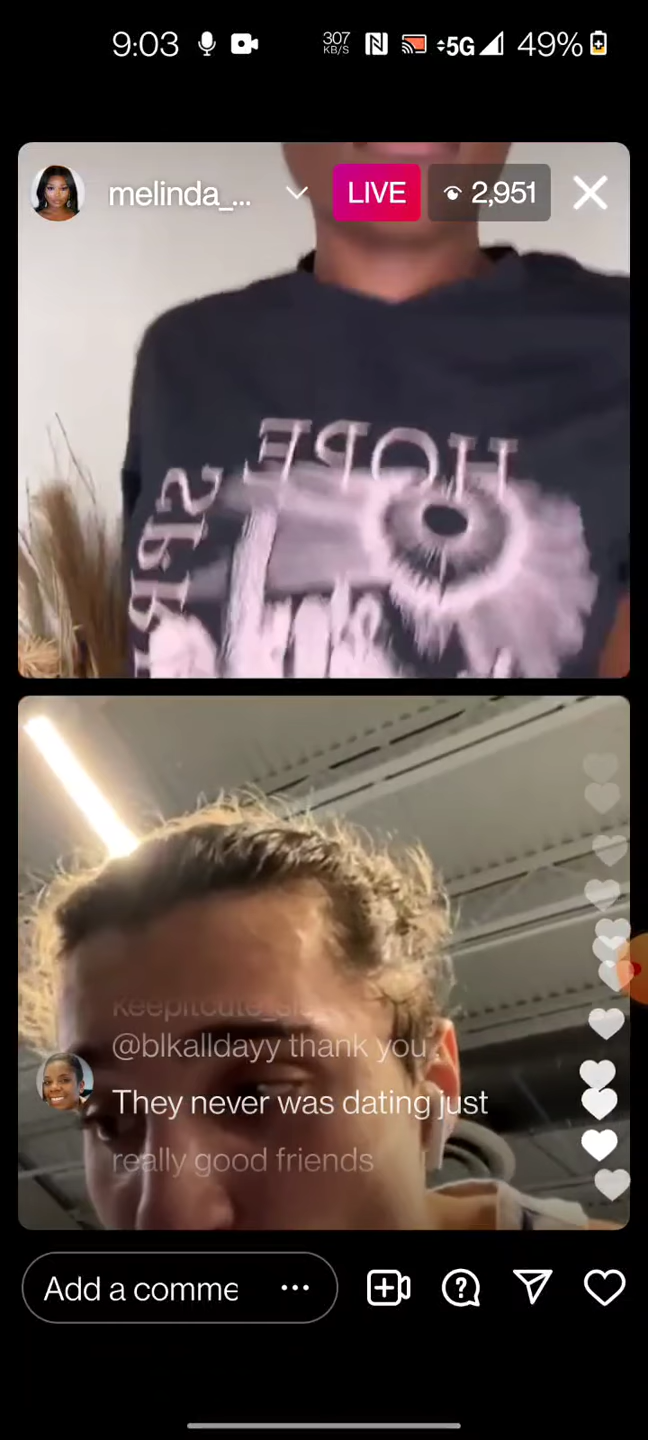 9:03
307
KB/S
5G
49%
melinda_...
LIVE
2,951
HOPE
keepitcute_
@blkalldayy thank you
They never was dating just
really good friends
Add a comme
...